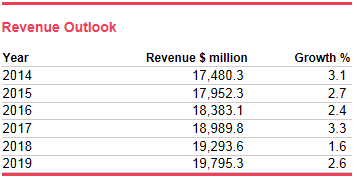 Revenue Outlook
Year Revenue $ million Growth %
2014 17,480.3 3.1
2015 17,952.3 2.7
2016 18,383.1 2.4
2017 18,989.8 3.3
2018 19,293.6 1.6
2019 19,795.3 2.6